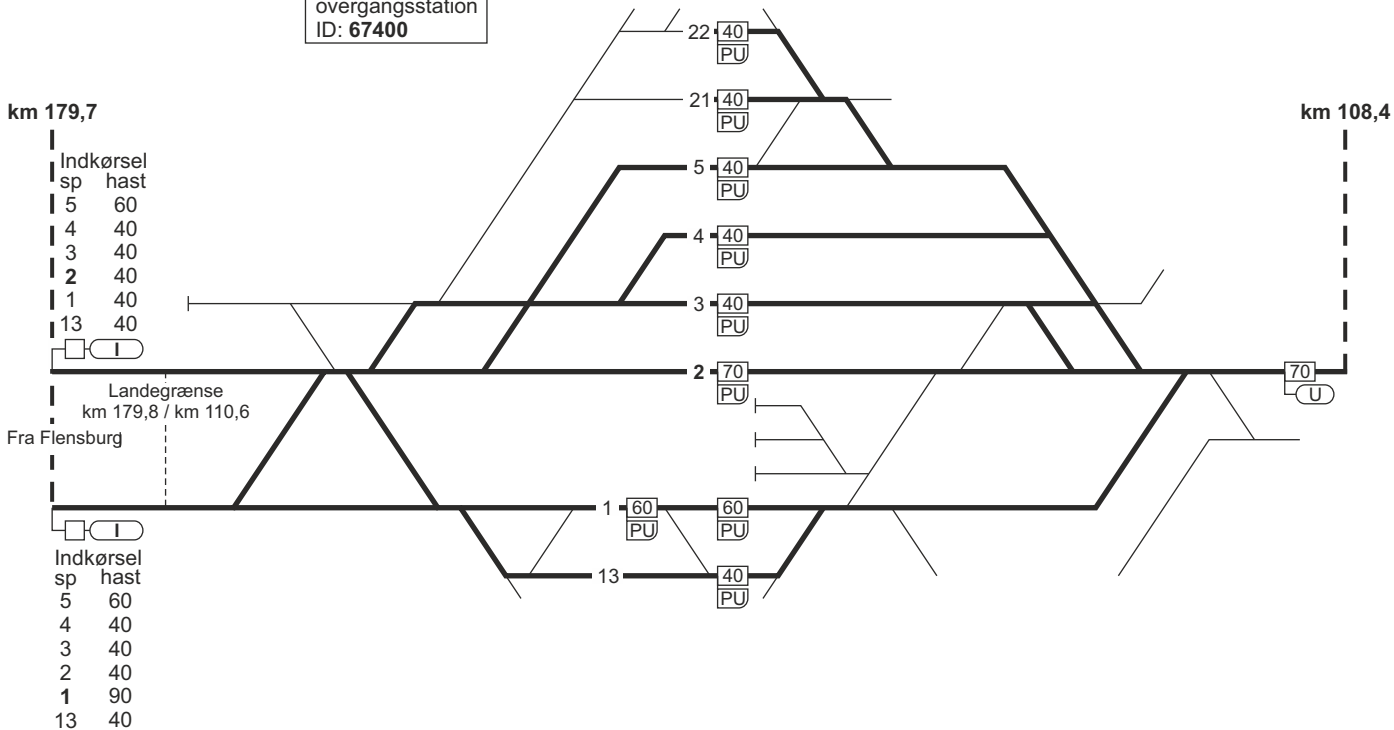 overgangsstation
ID: 67400
km 179,7
km 108,4
Indkørsel
sp hast
5 60
4 40
3 40
2 40
1 40
13 40
I
Landegrænse
km 179,8 / km 110,6
Fra Flensburg
I
Indkørsel
sp hast
5 60
4 40
3 40
2 40
1 90
13 40
22 40
PU
21 40
PU
5 40
PU
4 40
PU
3 40
PU
2 70
PU
70
U
1 60 60
PU PU
13 40
PU